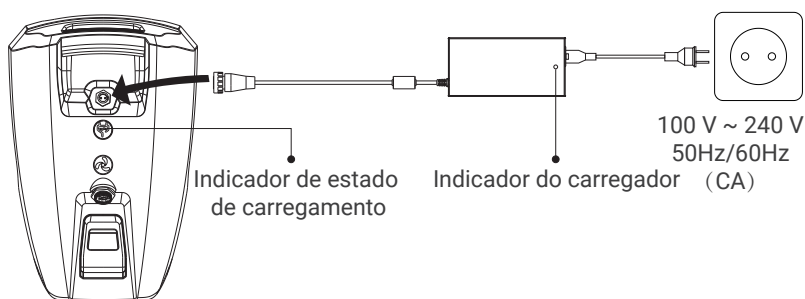 100 V ~ 240 V
50Hz/60Hz
（CA）
Indicador de estado
de carregamento
Indicador do carregador